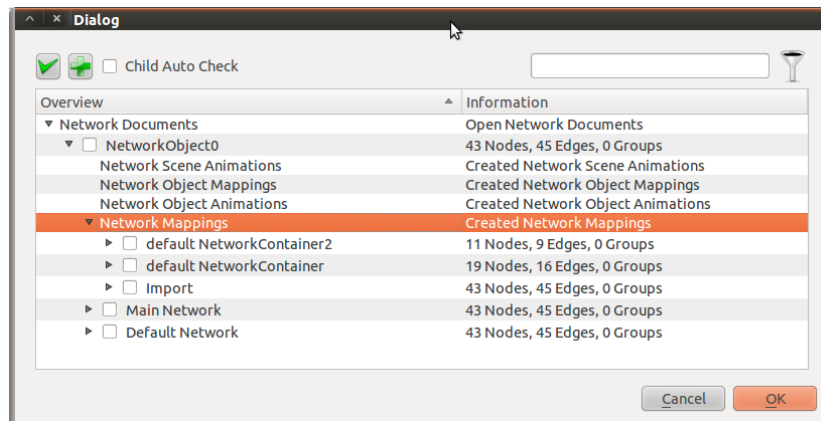 Dialog
Child Auto Check
Overview Information
Network Documents Open Network Documents
NetworkObject0 43 Nodes, 45 Edges, 0 Groups
Network Scene Animations Created Network Scene Animations
Network Object Mappings Created Network Object Mappings
Network Object Animations Created Network Object Animations
Network Mappings Created Network Mappings
default NetworkContainer2 11 Nodes, 9 Edges, 0 Groups
default NetworkContainer 19 Nodes, 16 Edges, 0 Groups
Import 43 Nodes, 45 Edges, 0 Groups
Main Network 43 Nodes, 45 Edges, 0 Groups
Default Network 43 Nodes, 45 Edges, 0 Groups
Cancel OK